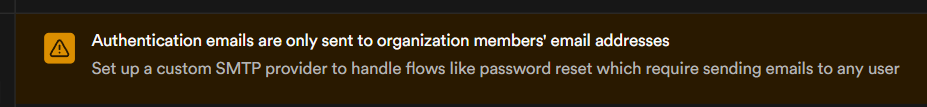 Authentication emails are only sent to organization members' email addresses
Set up a custom SMTP provider to handle flows like password reset which require sending emails to any user